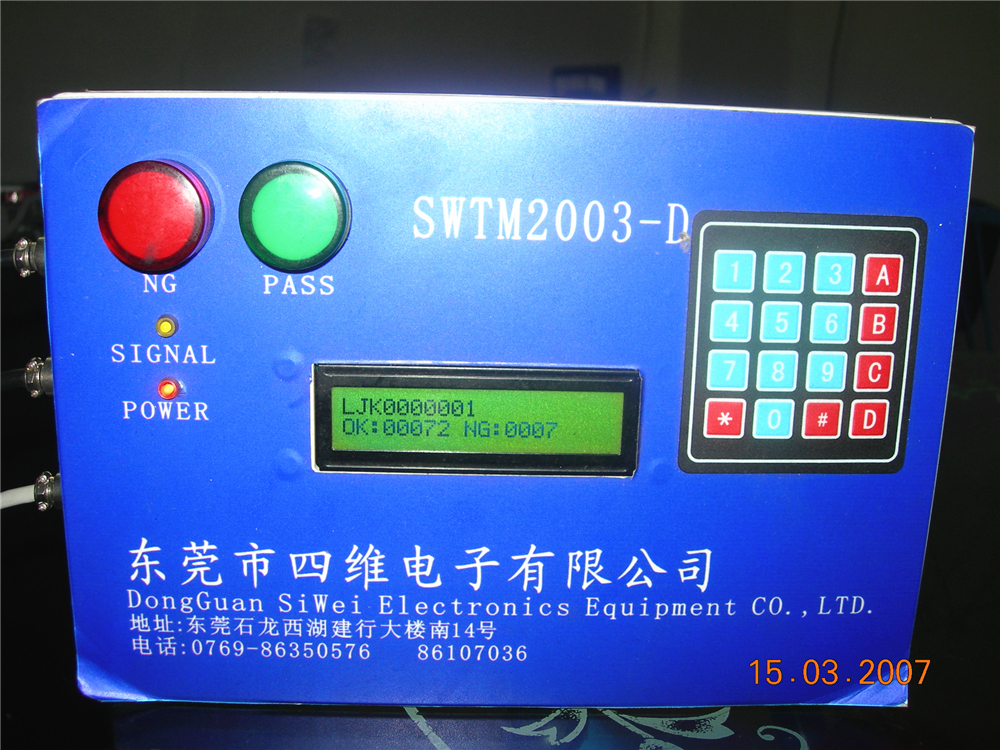 SWTM2003-D
NG
PASS
SIGNAL
POWER
LJK0000001
OK:00072 NG:0007
1 2 3 A
4 5 6 B
7 8 9 C
* 0 # D
东莞市四维电子有限公司
DongGuan SiWei Electronics Equipment CO.,LTD.
地址:东莞石龙西湖建行大楼南14号
电话:0769-86350576 86107036
15.03.2007